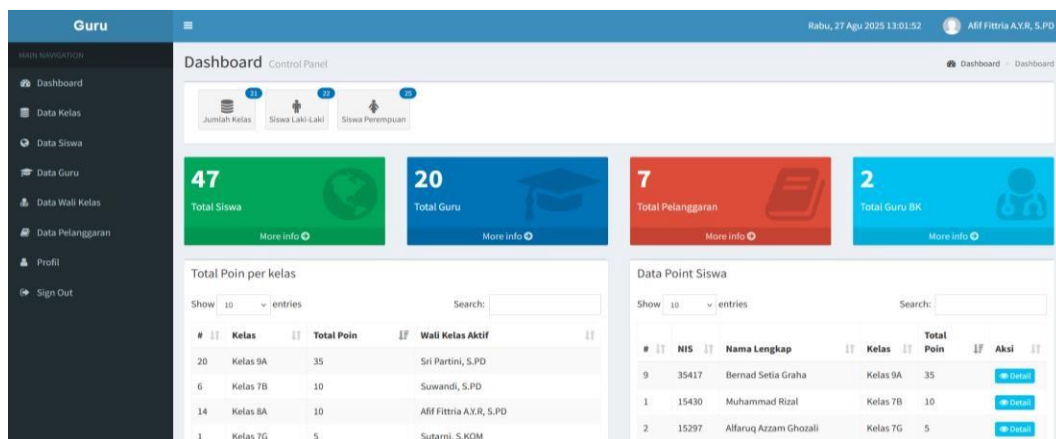 Guru
Rabu, 27 Agu 2025 13:01:52 Afif Fittria A.Y.R, S.PD
MAIN NAVIGATION
Dashboard
Data Kelas
Data Siswa
Data Guru
Data Wali Kelas
Data Pelanggaran
Profil
Sign Out
Dashboard Control Panel
Dashboard Dashboard
21 22 25
Jumlah Kelas Siswa Laki-Laki Siswa Perempuan
47
Total Siswa
More info
20
Total Guru
More info
7
Total Pelanggaran
More info
2
Total Guru BK
More info
Total Poin per kelas
Show 10 entries Search:
# Kelas Total Poin Wali Kelas Aktif
20 Kelas 9A 35 Sri Partini, S.PD
6 Kelas 7B 10 Suwandi, S.PD
14 Kelas 8A 10 Afif Fittria A.Y.R, S.PD
1 Kelas 7G 5 Sutarni, S.KOM
Data Point Siswa
Show 10 entries Search:
# NIS Nama Lengkap Kelas Total Poin Aksi
9 35417 Bernad Setia Graha Kelas 9A 35 Detail
1 15430 Muhammad Rizal Kelas 7B 10 Detail
2 15297 Alfaruq Azzam Ghozali Kelas 7G 5 Detail